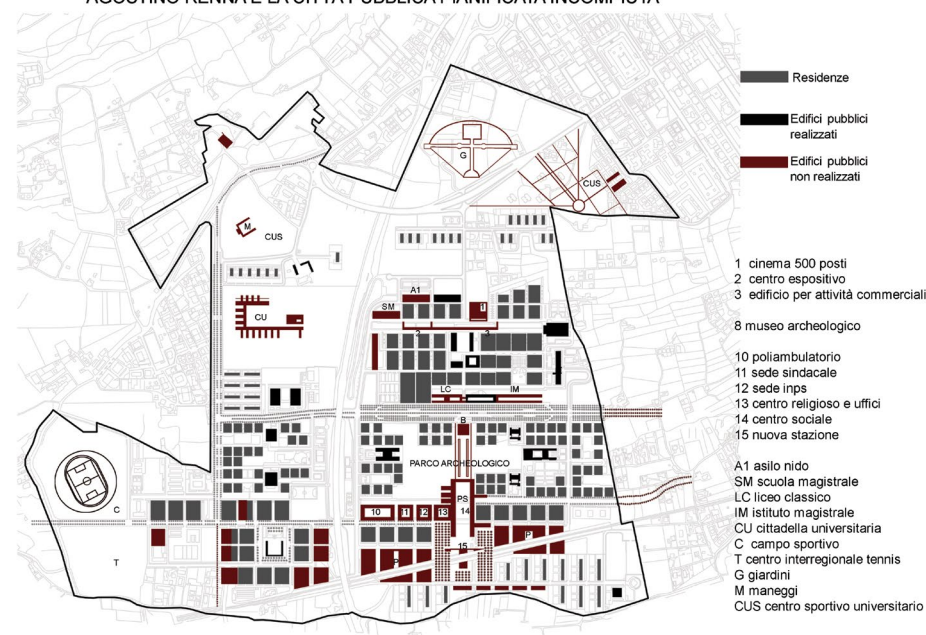 AGOSTINO RENNA E LA CITTÀ PUBBLICA PIANIFICATA INCOMPIUTA
Residenze
Edifici pubblici
realizzati
Edifici pubblici
non realizzati
G
CUS
M
CUS
A1
SM
1
CU
2
3
LC
IM
B
PARCO ARCHEOLOGICO
C
PS
10
11
12
13
14
15
P
P
T
1 cinema 500 posti
2 centro espositivo
3 edificio per attività commerciali
8 museo archeologico
10 poliambulatorio
11 sede sindacale
12 sede inps
13 centro religioso e uffici
14 centro sociale
15 nuova stazione
A1 asilo nido
SM scuola magistrale
LC liceo classico
IM istituto magistrale
CU cittadella universitaria
C campo sportivo
T centro interregionale tennis
G giardini
M maneggi
CUS centro sportivo universitario